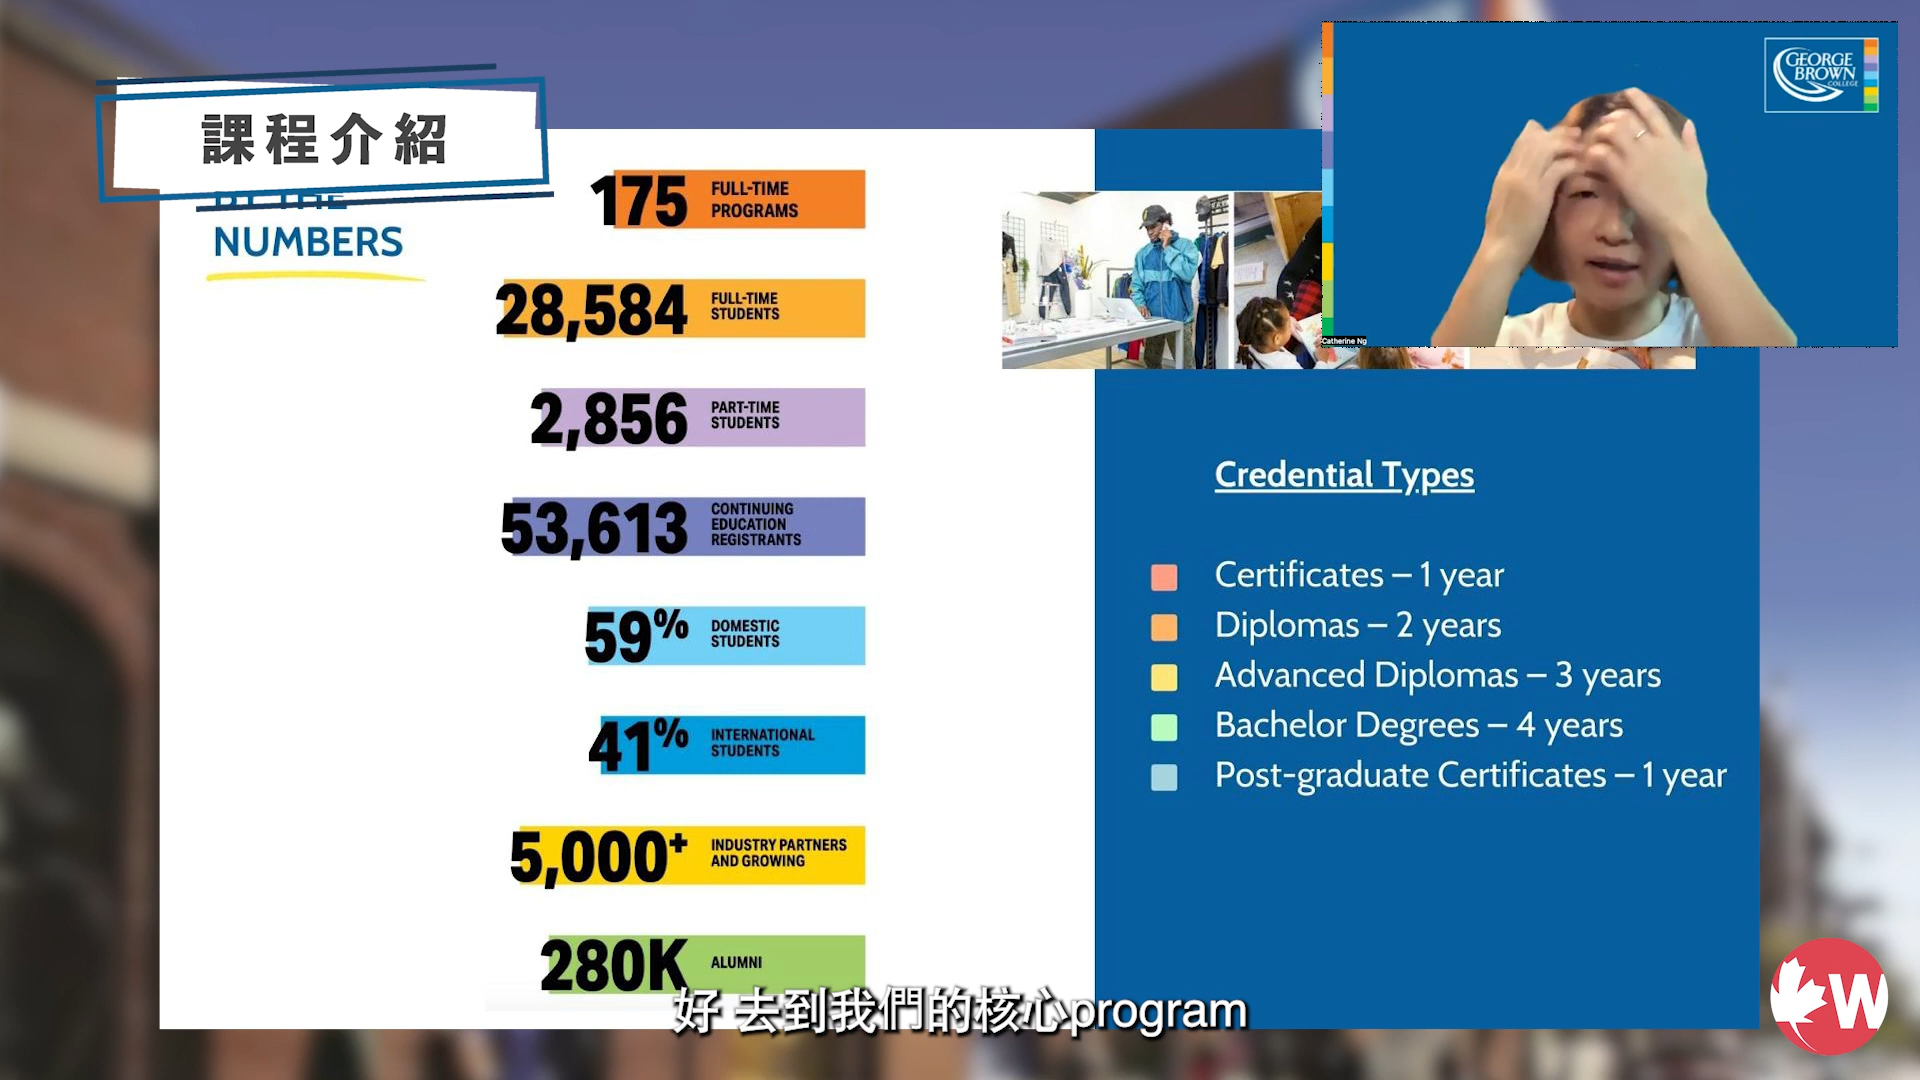 課程介紹
BY THE
NUMBERS
175 FULL-TIME
PROGRAMS
28,584 FULL-TIME
STUDENTS
2,856 PART-TIME
STUDENTS
53,613 CONTINUING
EDUCATION
REGISTRANTS
59% DOMESTIC
STUDENTS
41% INTERNATIONAL
STUDENTS
5,000+ INDUSTRY PARTNERS
AND GROWING
280K ALUMNI
GEORGE
BROWN
COLLEGE
Catherine Ng
Credential Types
Certificates – 1 year
Diplomas – 2 years
Advanced Diplomas – 3 years
Bachelor Degrees – 4 years
Post-graduate Certificates – 1 year
好 去到我們的核心program
W